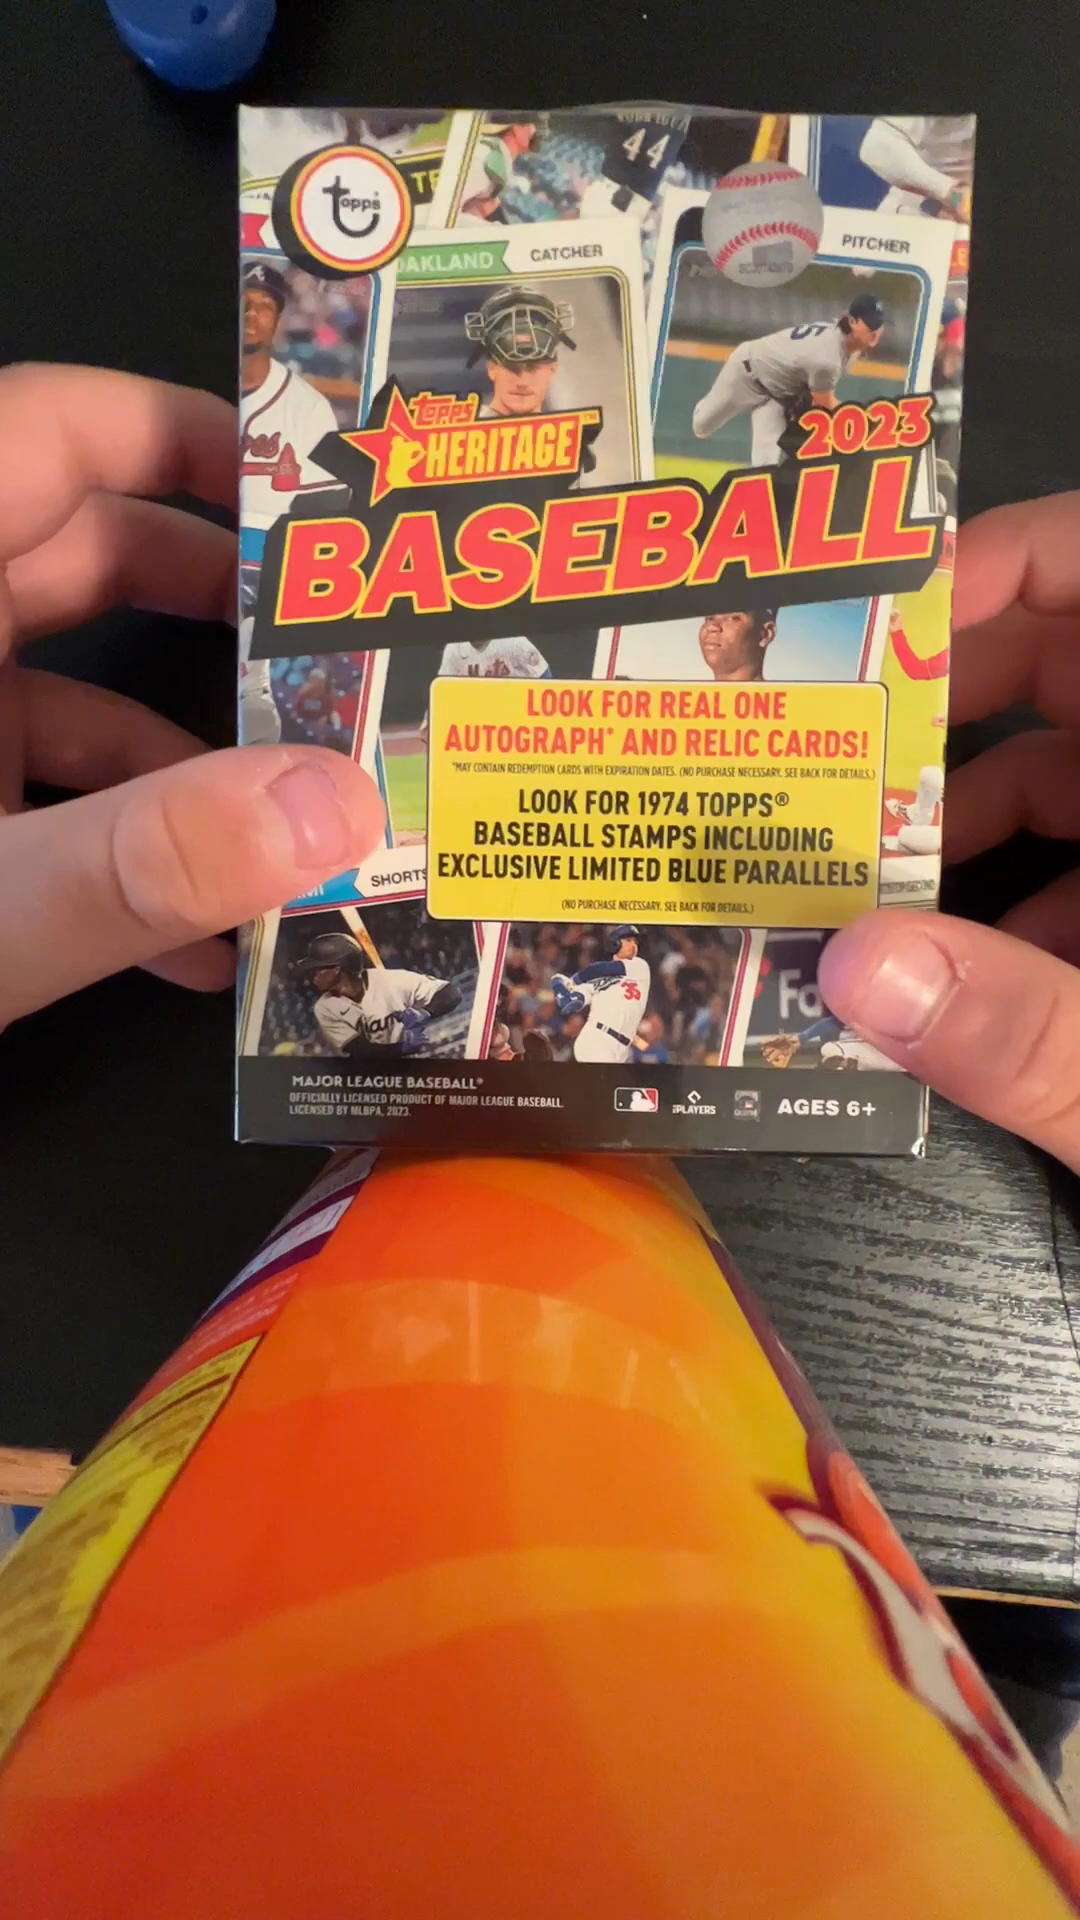 44
topps
OAKLAND
CATCHER
PITCHER
TOPPS
HERITAGE™
2023
BASEBALL
Mets
LOOK FOR REAL ONE
AUTOGRAPH* AND RELIC CARDS!
*MAY CONTAIN REDEMPTION CARDS WITH EXPIRATION DATES. (NO PURCHASE NECESSARY. SEE BACK FOR DETAILS.)
LOOK FOR 1974 TOPPS®
BASEBALL STAMPS INCLUDING
EXCLUSIVE LIMITED BLUE PARALLELS
(NO PURCHASE NECESSARY. SEE BACK FOR DETAILS.)
SHORTS
35
MAJOR LEAGUE BASEBALL®
OFFICIALLY LICENSED PRODUCT OF MAJOR LEAGUE BASEBALL.
LICENSED BY MLBPA, 2023.
PLAYERS
AGES 6+